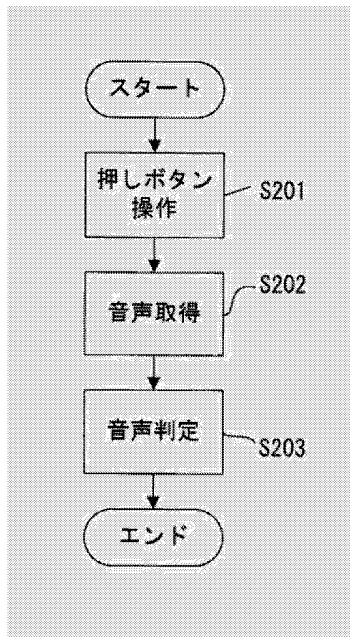 スタート
押しボタン
操作
S201
音声取得
S202
音声判定
S203
エンド